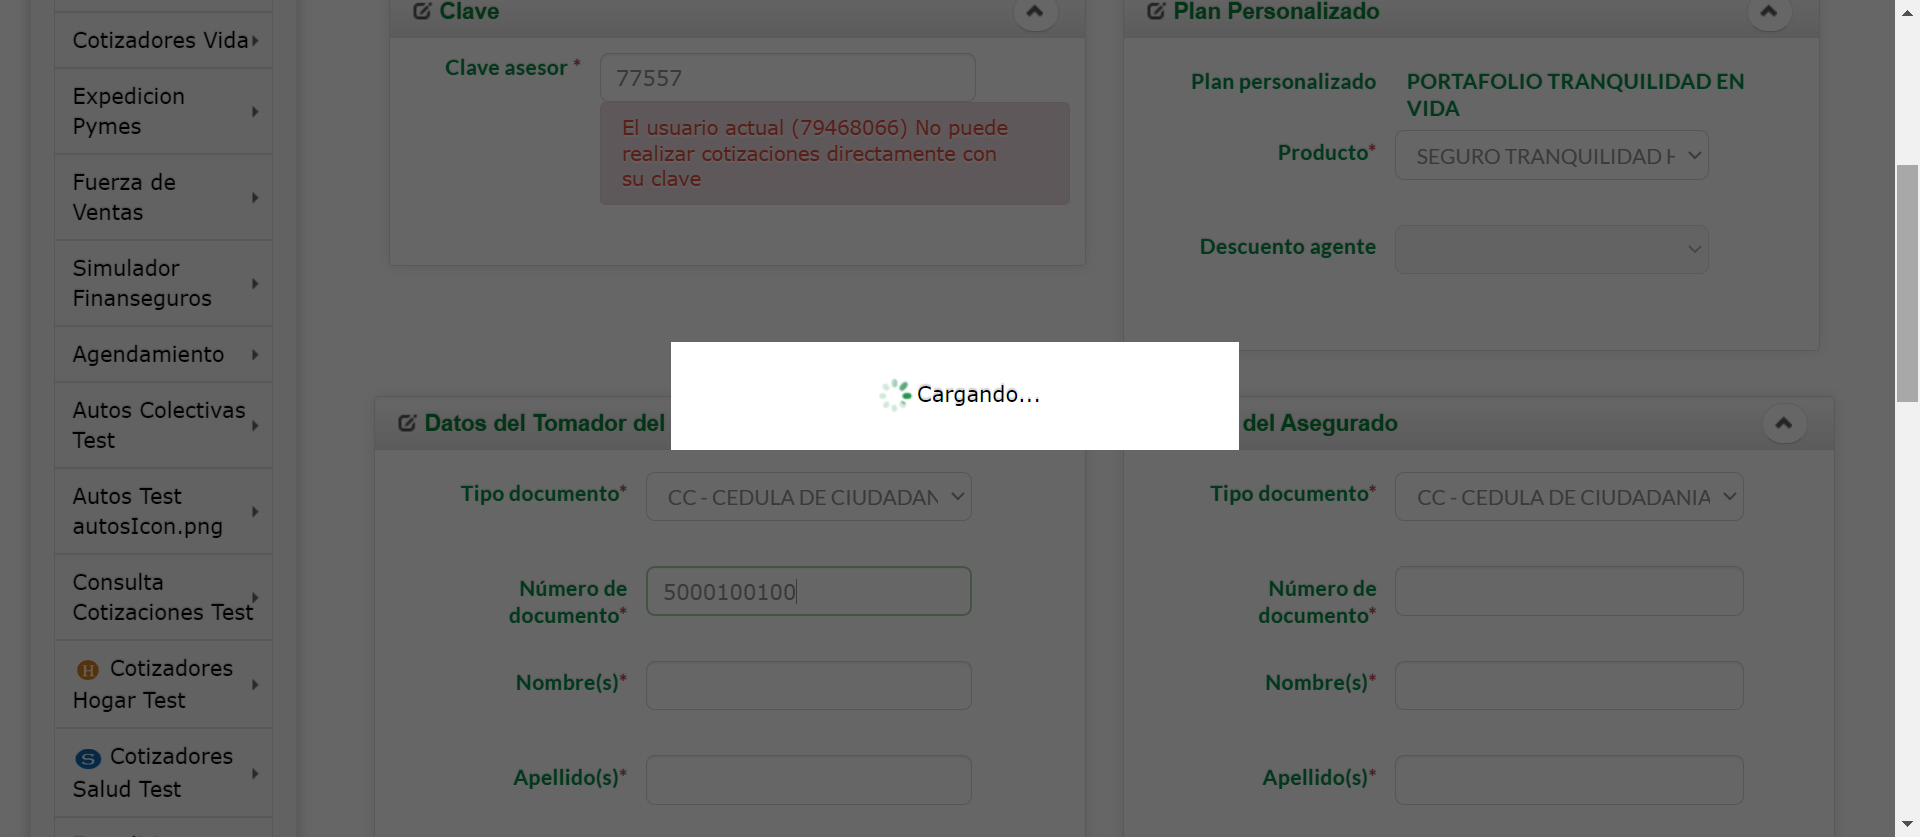 Cotizadores Vida
Expedicion
Pymes
Fuerza de
Ventas
Simulador
Finanseguros
Agendamiento
Autos Colectivas
Test
Autos Test
autosIcon.png
Consulta
Cotizaciones Test
H Cotizadores
Hogar Test
S Cotizadores
Salud Test
Clave
Clave asesor *
77557
El usuario actual (79468066) No puede
realizar cotizaciones directamente con
su clave
Plan Personalizado
Plan personalizado
PORTAFOLIO TRANQUILIDAD EN
VIDA
Producto*
SEGURO TRANQUILIDAD
Descuento agente
Cargando...
Datos del Tomador del
Tipo documento*
CC - CEDULA DE CIUDADAN
Número de
documento*
5000100100
Nombre(s)*
Apellido(s)*
del Asegurado
Tipo documento*
CC - CEDULA DE CIUDADANIA
Número de
documento*
Nombre(s)*
Apellido(s)*